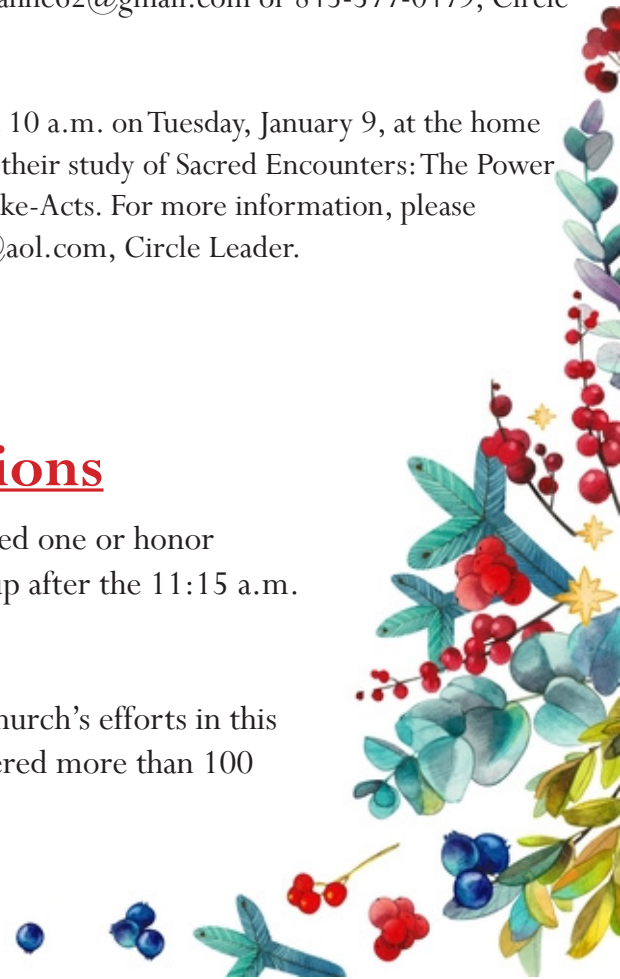 10 a.m. on Tuesday, January 9, at the home
their study of Sacred Encounters: The Power
ke-Acts. For more information, please
@aol.com, Circle Leader.
ions
ed one or honor
up after the 11:15 a.m.
hurch’s efforts in this
ered more than 100